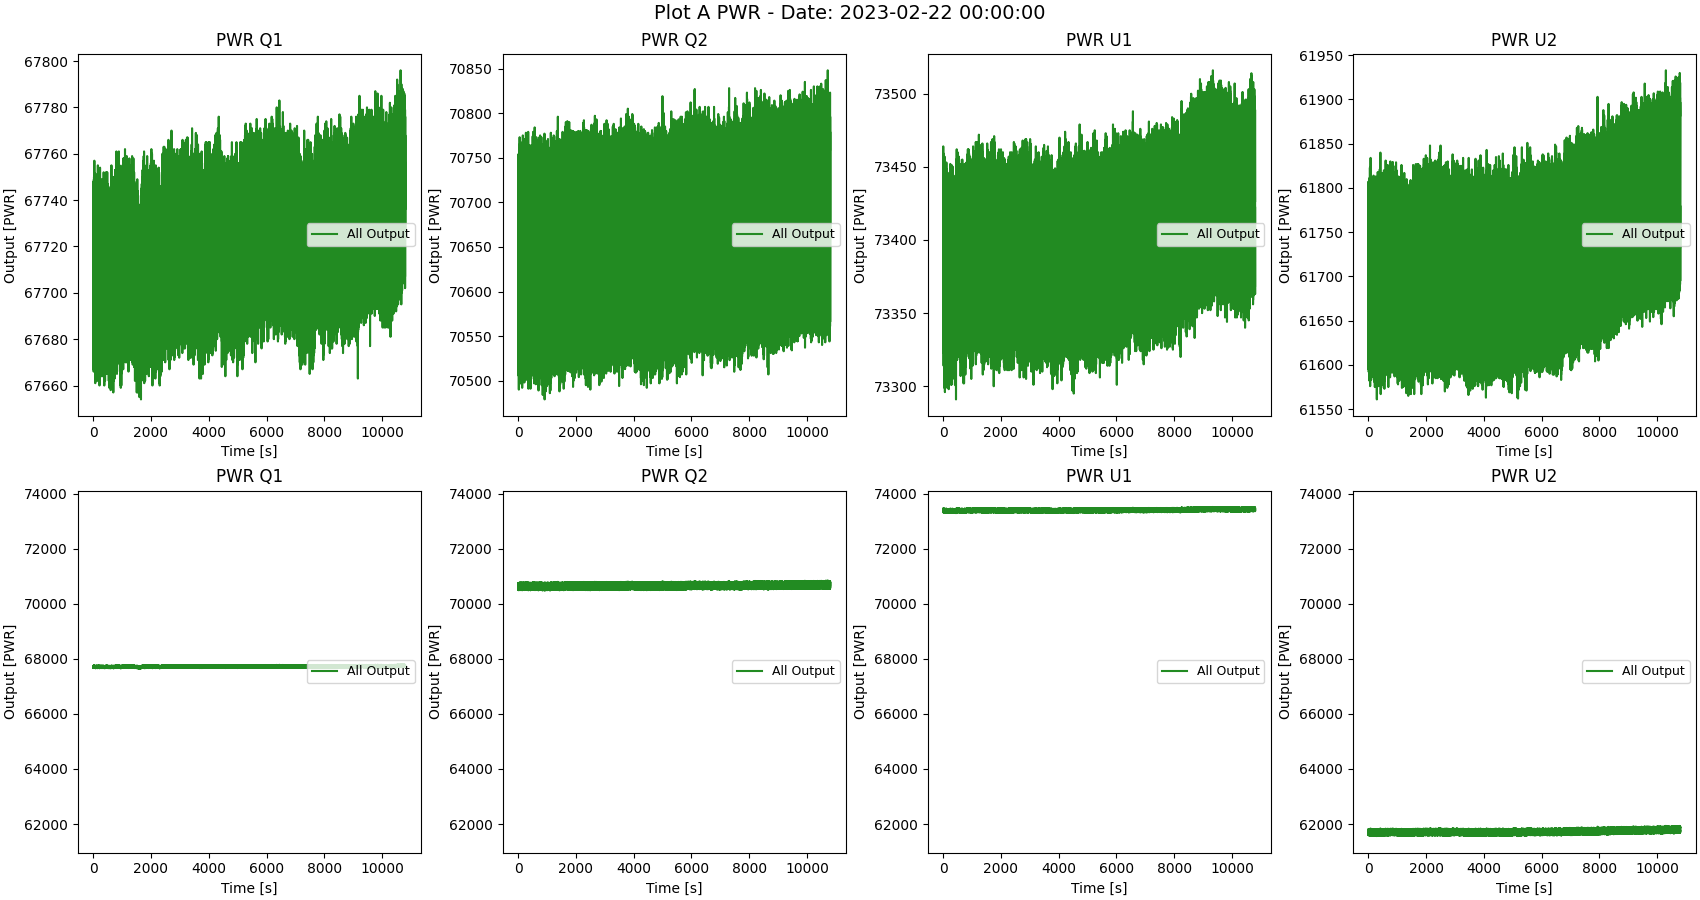 Plot A PWR - Date: 2023-02-22 00:00:00
PWR Q1
67800
67780
67760
67740
67720
67700
67680
67660
Output [PWR]
All Output
0 2000 4000 6000 8000 10000
Time [s]
PWR Q2
70850
70800
70750
70700
70650
70600
70550
70500
Output [PWR]
All Output
0 2000 4000 6000 8000 10000
Time [s]
PWR U1
73500
73450
73400
73350
73300
Output [PWR]
All Output
0 2000 4000 6000 8000 10000
Time [s]
PWR U2
61950
61900
61850
61800
61750
61700
61650
61600
61550
Output [PWR]
All Output
0 2000 4000 6000 8000 10000
Time [s]
PWR Q1
74000
72000
70000
68000
66000
64000
62000
Output [PWR]
All Output
0 2000 4000 6000 8000 10000
Time [s]
PWR Q2
74000
72000
70000
68000
66000
64000
62000
Output [PWR]
All Output
0 2000 4000 6000 8000 10000
Time [s]
PWR U1
74000
72000
70000
68000
66000
64000
62000
Output [PWR]
All Output
0 2000 4000 6000 8000 10000
Time [s]
PWR U2
74000
72000
70000
68000
66000
64000
62000
Output [PWR]
All Output
0 2000 4000 6000 8000 10000
Time [s]